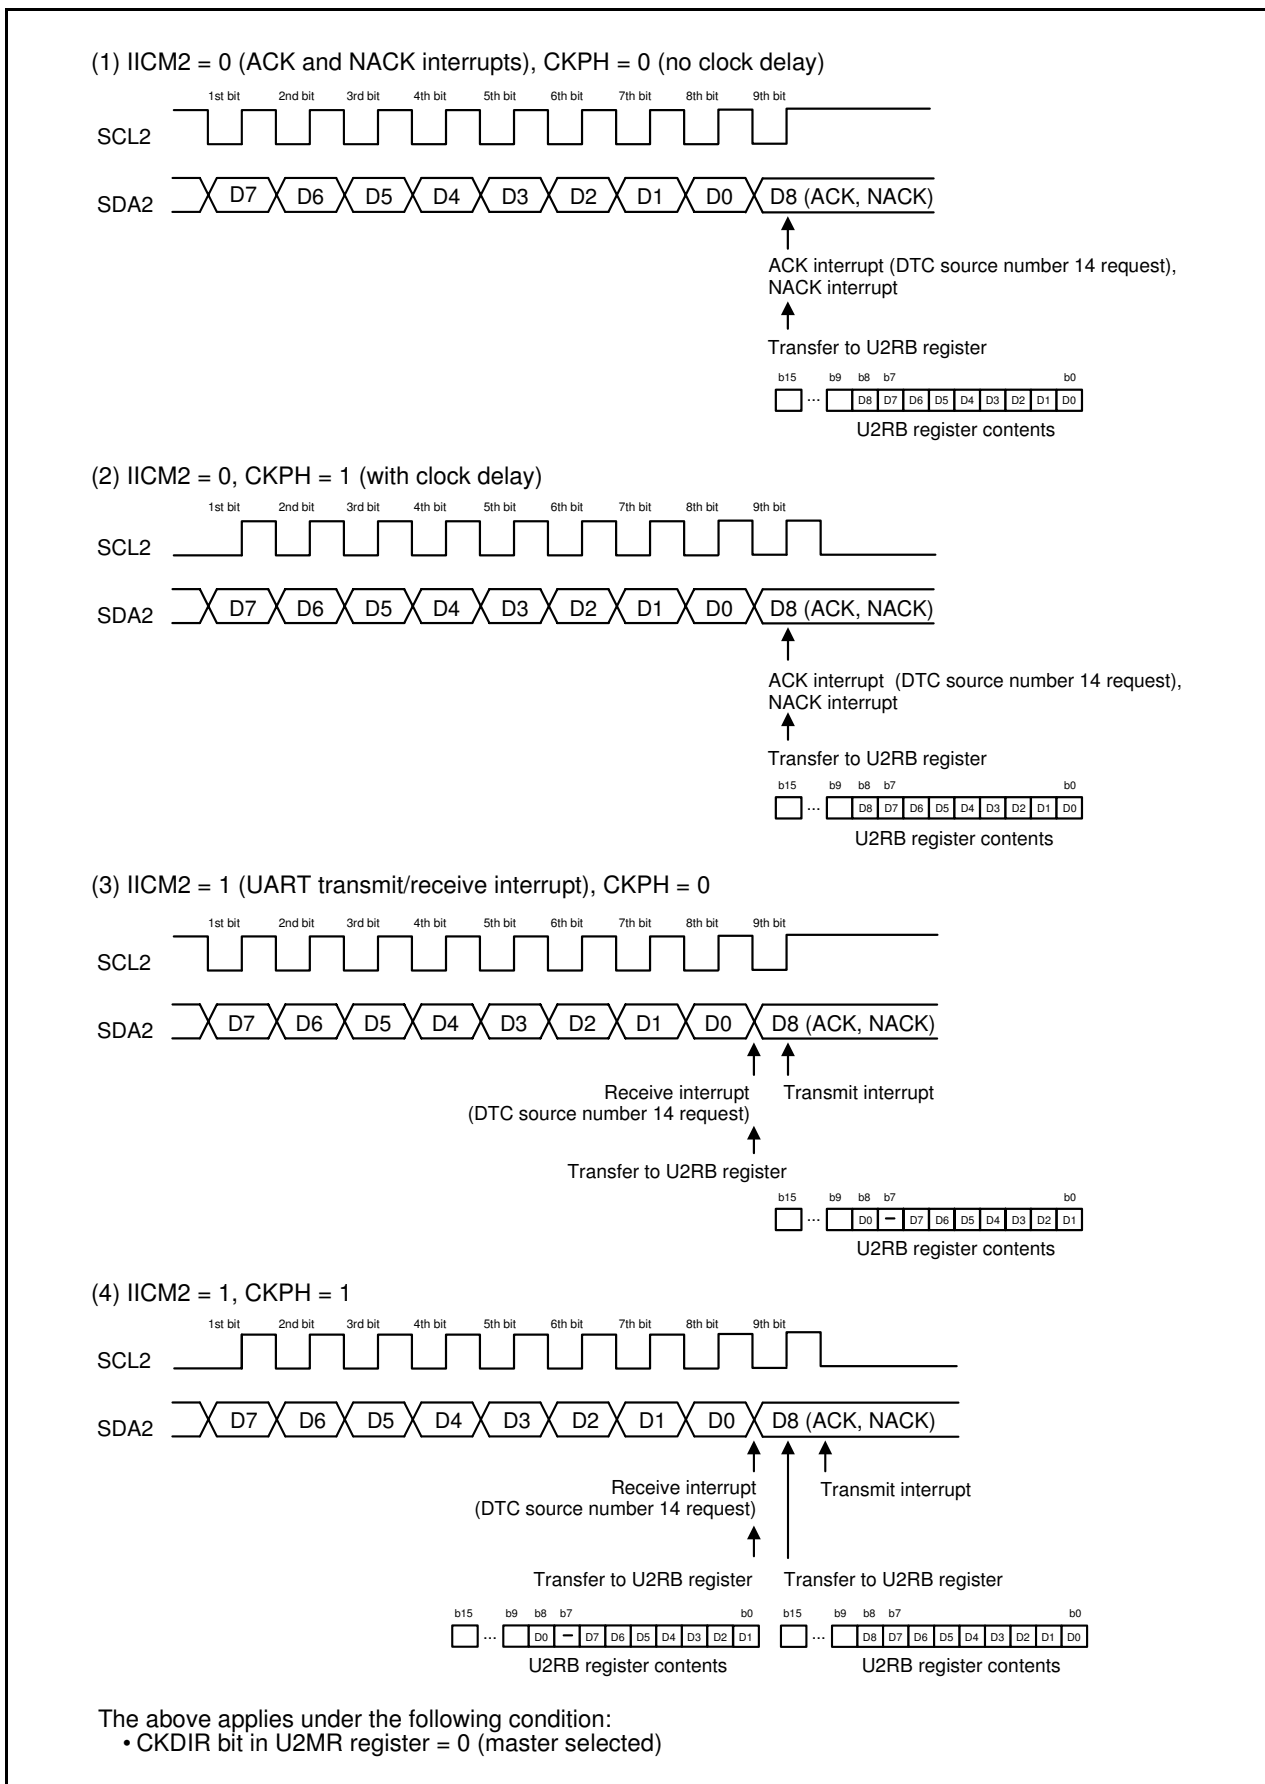 (1) IICM2 = 0 (ACK and NACK interrupts), CKPH = 0 (no clock delay)
1st bit 2nd bit 3rd bit 4th bit 5th bit 6th bit 7th bit 8th bit 9th bit
SCL2
SDA2 D7 D6 D5 D4 D3 D2 D1 D0 D8 (ACK, NACK)
ACK interrupt (DTC source number 14 request),
NACK interrupt
Transfer to U2RB register
b15 b9 b8 b7 b0
... D8 D7 D6 D5 D4 D3 D2 D1 D0
U2RB register contents
(2) IICM2 = 0, CKPH = 1 (with clock delay)
1st bit 2nd bit 3rd bit 4th bit 5th bit 6th bit 7th bit 8th bit 9th bit
SCL2
SDA2 D7 D6 D5 D4 D3 D2 D1 D0 D8 (ACK, NACK)
ACK interrupt (DTC source number 14 request),
NACK interrupt
Transfer to U2RB register
b15 b9 b8 b7 b0
... D8 D7 D6 D5 D4 D3 D2 D1 D0
U2RB register contents
(3) IICM2 = 1 (UART transmit/receive interrupt), CKPH = 0
1st bit 2nd bit 3rd bit 4th bit 5th bit 6th bit 7th bit 8th bit 9th bit
SCL2
SDA2 D7 D6 D5 D4 D3 D2 D1 D0 D8 (ACK, NACK)
Receive interrupt Transmit interrupt
(DTC source number 14 request)
Transfer to U2RB register
b15 b9 b8 b7 b0
... D0 – D7 D6 D5 D4 D3 D2 D1
U2RB register contents
(4) IICM2 = 1, CKPH = 1
1st bit 2nd bit 3rd bit 4th bit 5th bit 6th bit 7th bit 8th bit 9th bit
SCL2
SDA2 D7 D6 D5 D4 D3 D2 D1 D0 D8 (ACK, NACK)
Receive interrupt Transmit interrupt
(DTC source number 14 request)
Transfer to U2RB register Transfer to U2RB register
b15 b9 b8 b7 b0 b15 b9 b8 b7 b0
... D0 – D7 D6 D5 D4 D3 D2 D1 ... D8 D7 D6 D5 D4 D3 D2 D1 D0
U2RB register contents U2RB register contents
The above applies under the following condition:
• CKDIR bit in U2MR register = 0 (master selected)